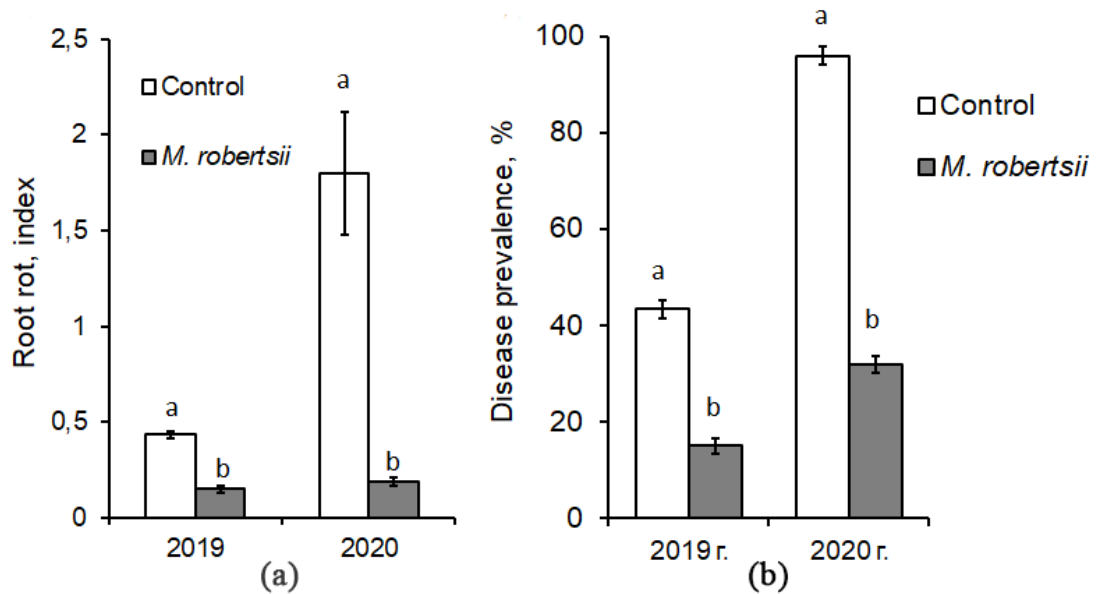 Root rot, index
2,5
2
1,5
1
0,5
0
Control
M. robertsii
a
b
a
b
2019
2020
(a)
Disease prevalence, %
100
80
60
40
20
0
a
b
a
b
Control
M. robertsii
2019 г.
2020 г.
(b)